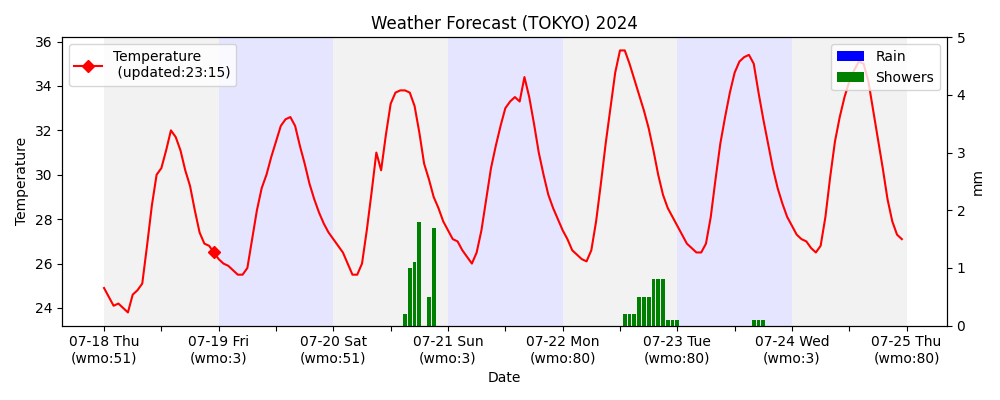 Weather Forecast (TOKYO) 2024
Temperature
(updated:23:15)
Rain
Showers
36
34
32
30
28
26
24
Temperature
5
4
3
2
1
0
mm
07-18 Thu
(wmo:51)
07-19 Fri
(wmo:3)
07-20 Sat
(wmo:51)
07-21 Sun
(wmo:3)
07-22 Mon
(wmo:80)
07-23 Tue
(wmo:80)
07-24 Wed
(wmo:3)
07-25 Thu
(wmo:80)
Date